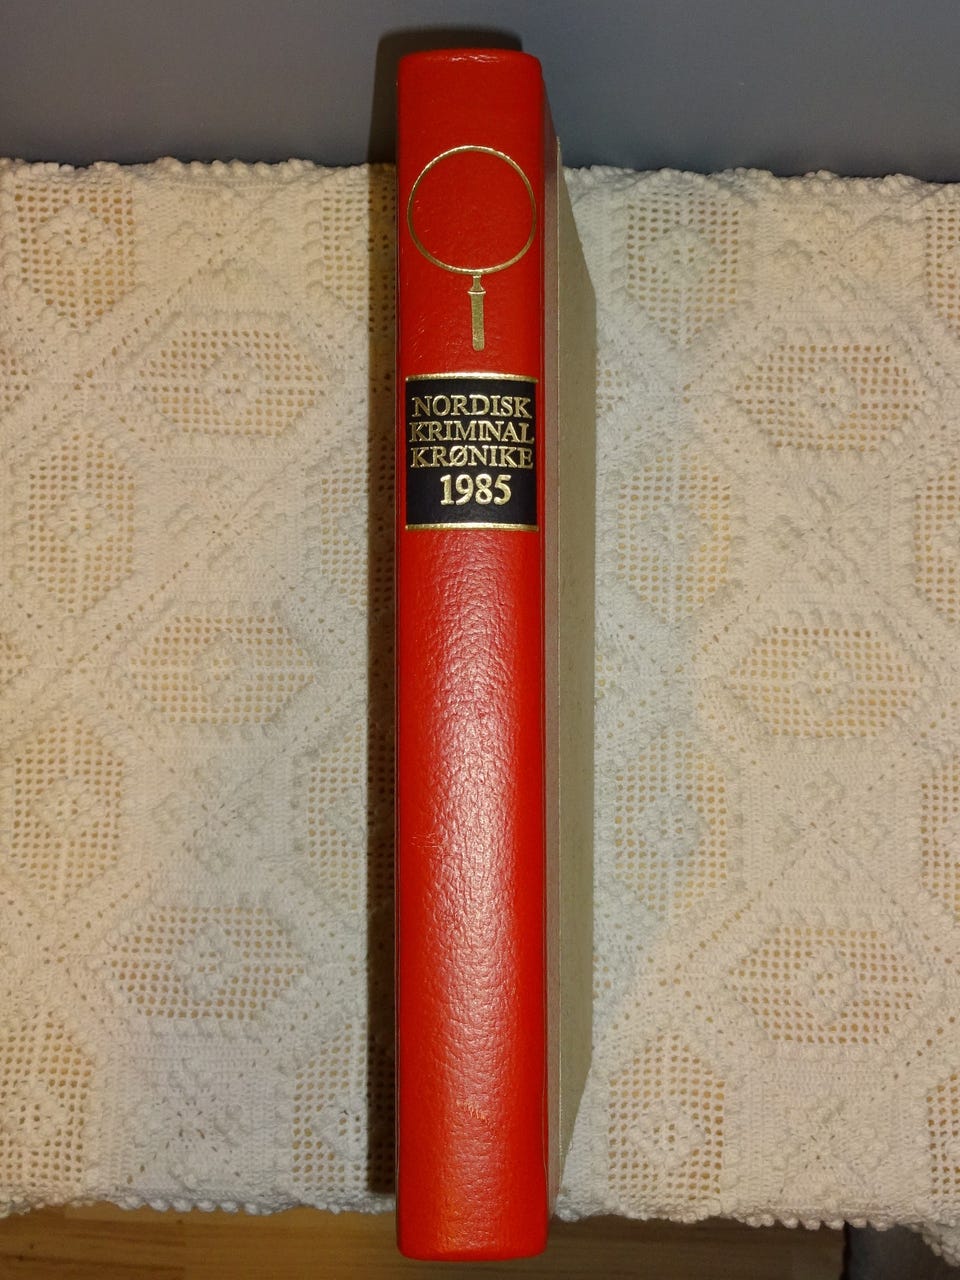 NORDISK
KRIMINAL
KRØNIKE
1985